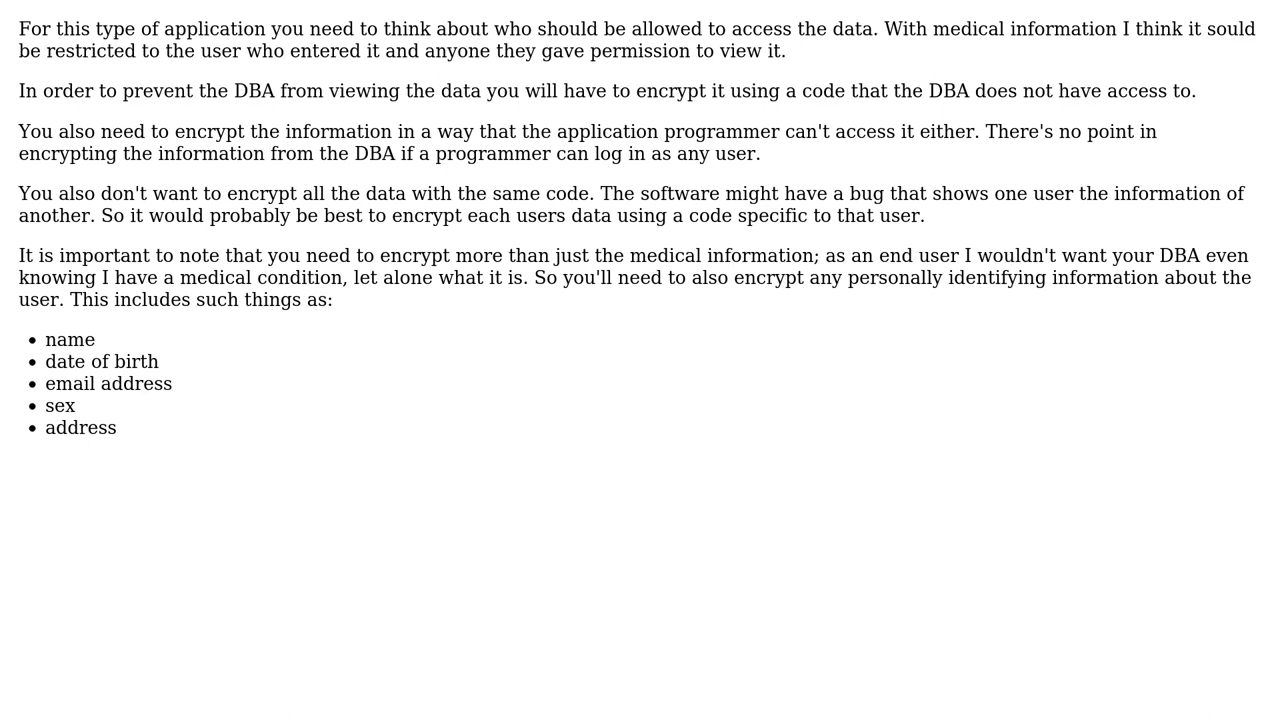 For this type of application you need to think about who should be allowed to access the data. With medical information I think it sould
be restricted to the user who entered it and anyone they gave permission to view it.
In order to prevent the DBA from viewing the data you will have to encrypt it using a code that the DBA does not have access to.
You also need to encrypt the information in a way that the application programmer can't access it either. There's no point in
encrypting the information from the DBA if a programmer can log in as any user.
You also don't want to encrypt all the data with the same code. The software might have a bug that shows one user the information of
another. So it would probably be best to encrypt each users data using a code specific to that user.
It is important to note that you need to encrypt more than just the medical information; as an end user I wouldn't want your DBA even
knowing I have a medical condition, let alone what it is. So you'll need to also encrypt any personally identifying information about the
user. This includes such things as:
• name
• date of birth
• email address
• sex
• address